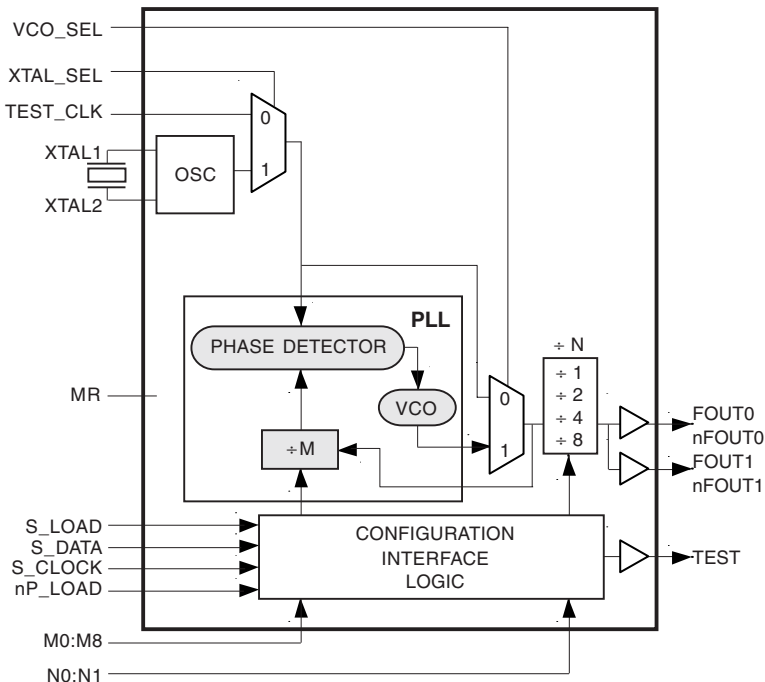 VCO_SEL
XTAL_SEL
TEST_CLK
0
XTAL1
OSC
1
XTAL2
PLL
PHASE DETECTOR
÷ N
÷ 1
÷ 2
÷ 4
÷ 8
MR
VCO
0
1
FOUT0
nFOUT0
FOUT1
nFOUT1
÷M
S_LOAD
S_DATA
S_CLOCK
nP_LOAD
CONFIGURATION
INTERFACE
LOGIC
TEST
M0:M8
N0:N1